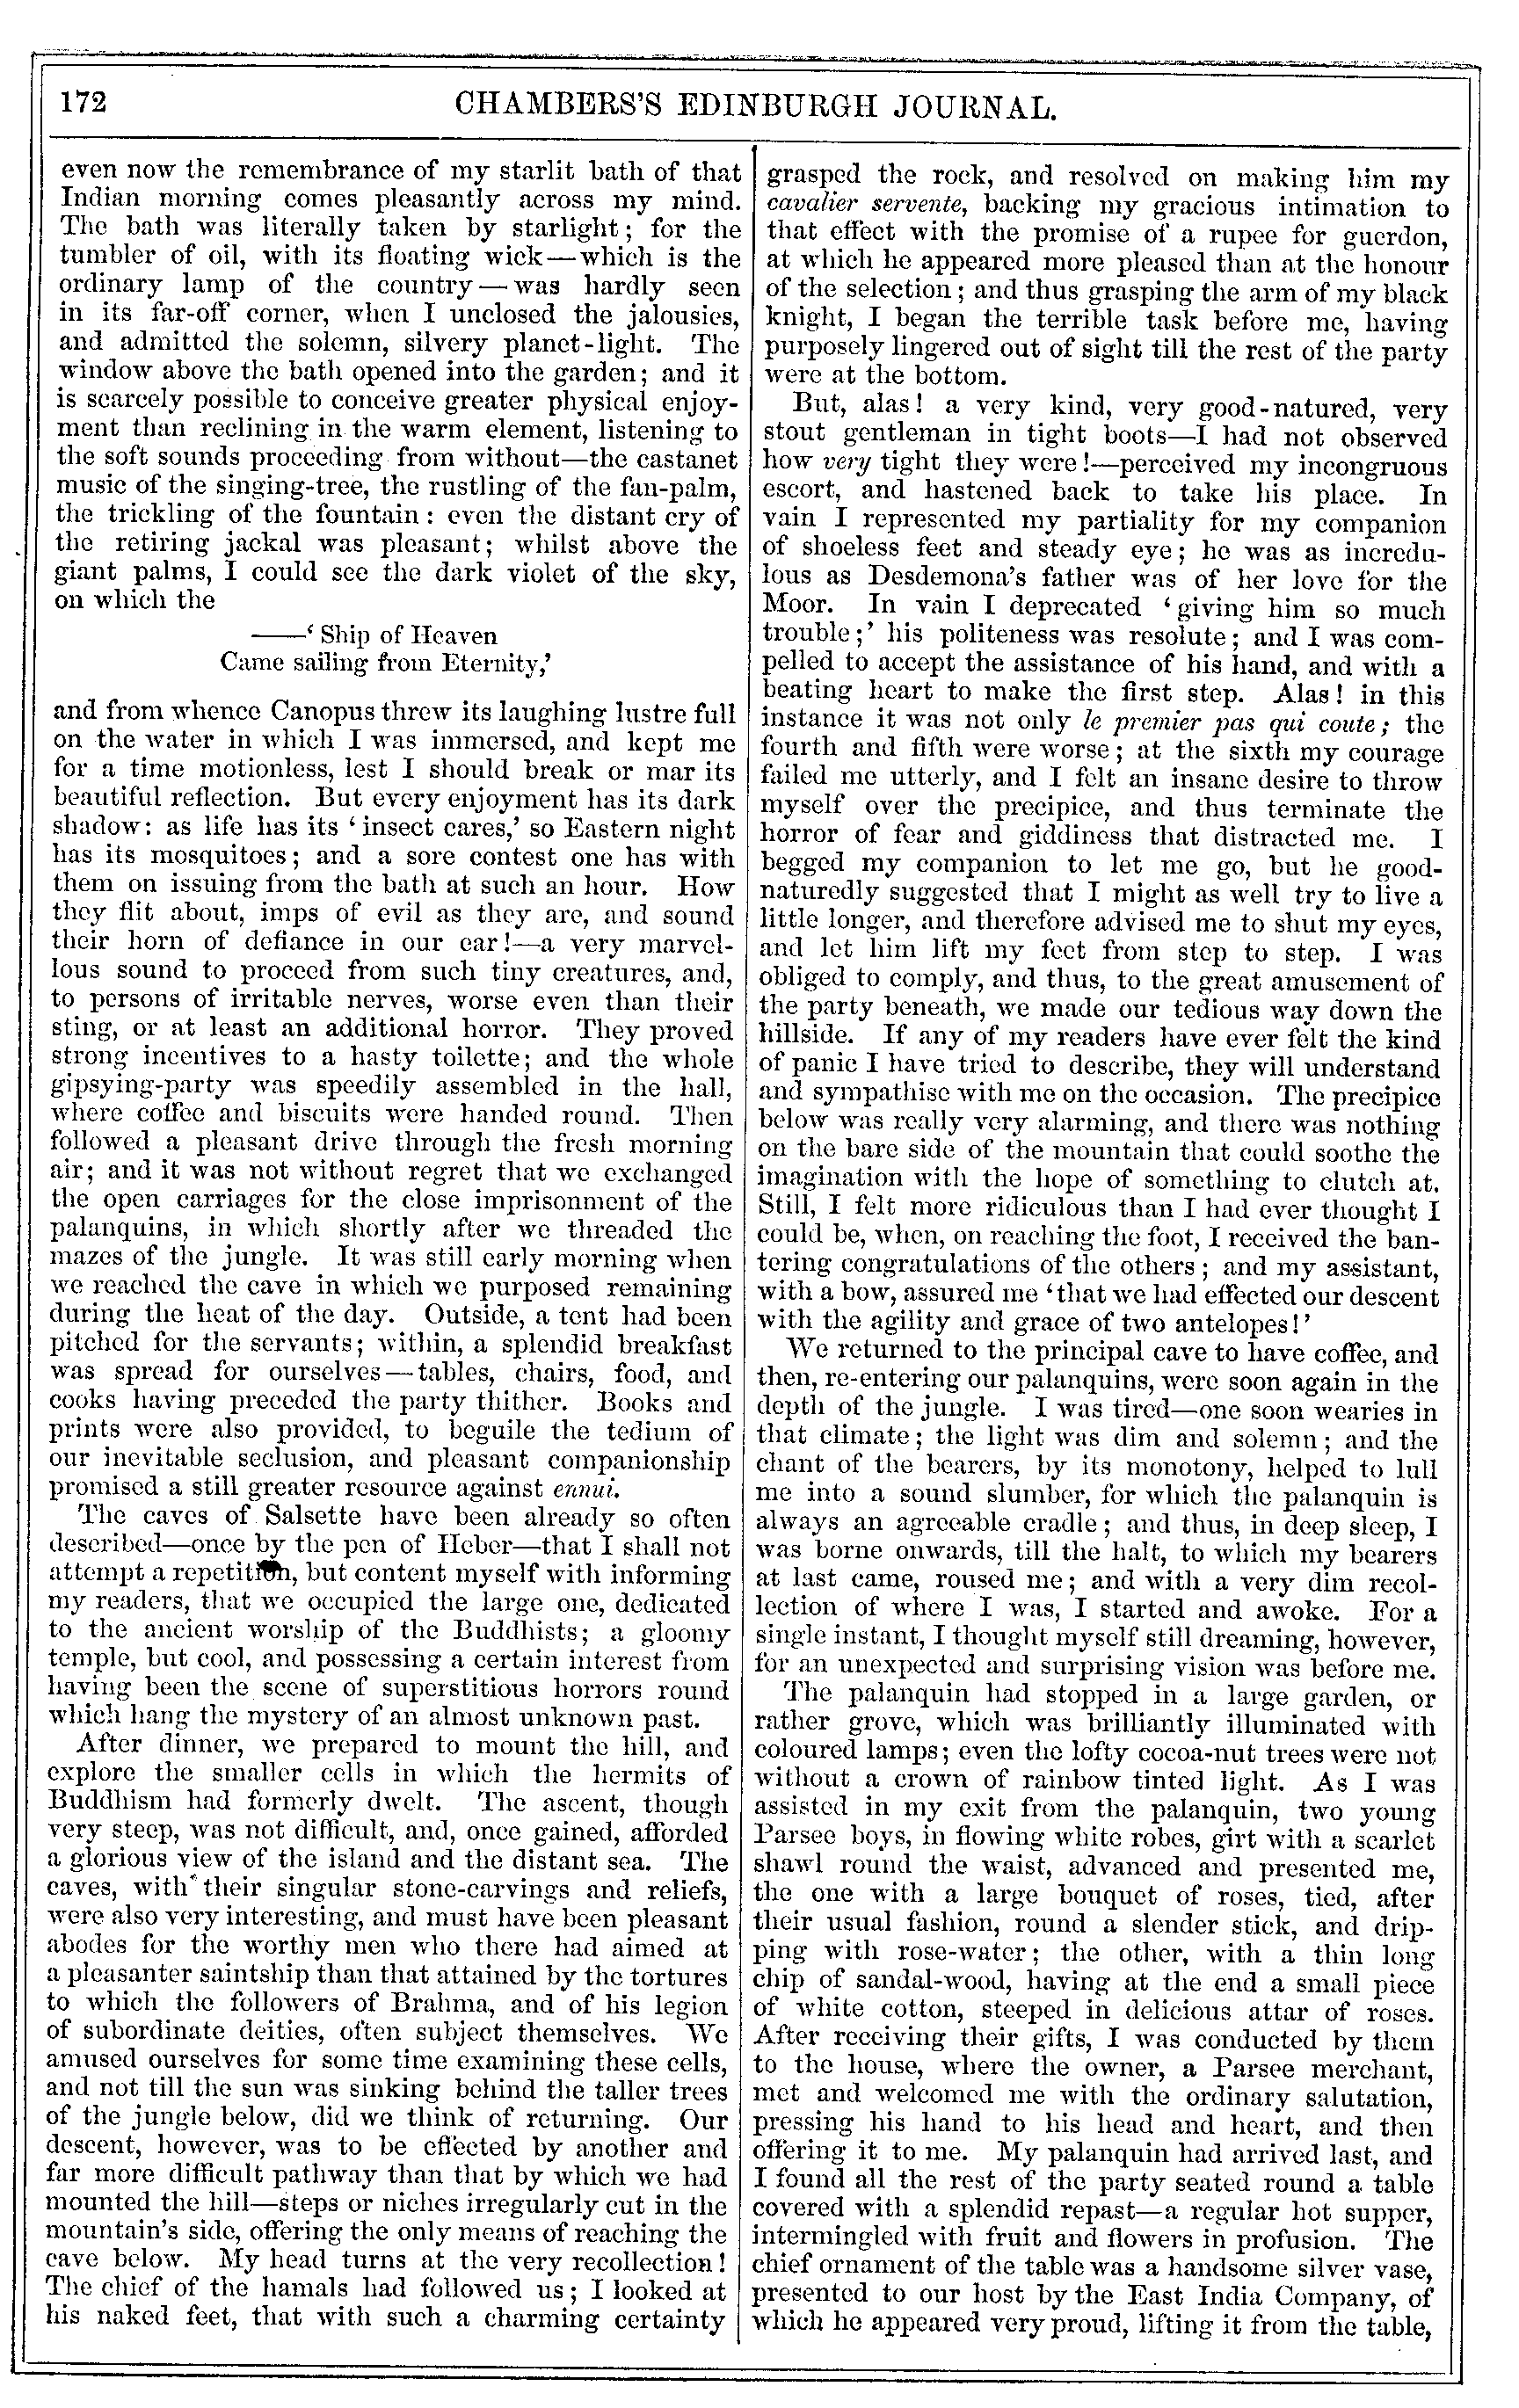 172
CHAMBERS'S EDINBURGH JOURNAL.
even now the remembrance of my starlit bath of that
Indian morning comes pleasantly across my mind.
The bath was literally taken by starlight; for the
tumbler of oil, with its floating wick—which is the
ordinary lamp of the country—was hardly seen
in its far-off corner, when I unclosed the jalousies,
and admitted the solemn, silvery planet-light. The
window above the bath opened into the garden; and it
is scarcely possible to conceive greater physical enjoy-
ment than reclining in the warm element, listening to
the soft sounds proceeding from without—the castanet
music of the singing-tree, the rustling of the fan-palm,
the trickling of the fountain: even the distant cry of
the retiring jackal was pleasant; whilst above the
giant palms, I could see the dark violet of the sky,
on which the
——‘Ship of Heaven
Came sailing from Eternity,’
and from whence Canopus threw its laughing lustre full
on the water in which I was immersed, and kept me
for a time motionless, lest I should break or mar its
beautiful reflection. But every enjoyment has its dark
shadow: as life has its ‘insect cares,’ so Eastern night
has its mosquitoes; and a sore contest one has with
them on issuing from the bath at such an hour. How
they flit about, imps of evil as they are, and sound
their horn of defiance in our ear!—a very marvel-
lous sound to proceed from such tiny creatures, and,
to persons of irritable nerves, worse even than their
sting, or at least an additional horror. They proved
strong incentives to a hasty toilette; and the whole
gipsying-party was speedily assembled in the hall,
where coffee and biscuits were handed round. Then
followed a pleasant drive through the fresh morning
air; and it was not without regret that we exchanged
the open carriages for the close imprisonment of the
palanquins, in which shortly after we threaded the
mazes of the jungle. It was still early morning when
we reached the cave in which we purposed remaining
during the heat of the day. Outside, a tent had been
pitched for the servants; within, a splendid breakfast
was spread for ourselves—tables, chairs, food, and
cooks having preceded the party thither. Books and
prints were also provided, to beguile the tedium of
our inevitable seclusion, and pleasant companionship
promised a still greater resource against ennui.
The caves of Salsette have been already so often
described—once by the pen of Heber—that I shall not
attempt a repetition, but content myself with informing
my readers, that we occupied the large one, dedicated
to the ancient worship of the Buddhists; a gloomy
temple, but cool, and possessing a certain interest from
having been the scene of superstitious horrors round
which hang the mystery of an almost unknown past.
After dinner, we prepared to mount the hill, and
explore the smaller cells in which the hermits of
Buddhism had formerly dwelt. The ascent, though
very steep, was not difficult, and, once gained, afforded
a glorious view of the island and the distant sea. The
caves, with their singular stone-carvings and reliefs,
were also very interesting, and must have been pleasant
abodes for the worthy men who there had aimed at
a pleasanter saintship than that attained by the tortures
to which the followers of Brahma, and of his legion
of subordinate deities, often subject themselves. We
amused ourselves for some time examining these cells,
and not till the sun was sinking behind the taller trees
of the jungle below, did we think of returning. Our
descent, however, was to be effected by another and
far more difficult pathway than that by which we had
mounted the hill—steps or niches irregularly cut in the
mountain's side, offering the only means of reaching the
cave below. My head turns at the very recollection!
The chief of the hamals had followed us; I looked at
his naked feet, that with such a charming certainty
grasped the rock, and resolved on making him my
cavalier servente, backing my gracious intimation to
that effect with the promise of a rupee for guerdon,
at which he appeared more pleased than at the honour
of the selection; and thus grasping the arm of my black
knight, I began the terrible task before me, having
purposely lingered out of sight till the rest of the party
were at the bottom.
But, alas! a very kind, very good-natured, very
stout gentleman in tight boots—I had not observed
how very tight they were!—perceived my incongruous
escort, and hastened back to take his place. In
vain I represented my partiality for my companion
of shoeless feet and steady eye; he was as incredu-
lous as Desdemona's father was of her love for the
Moor. In vain I deprecated ‘giving him so much
trouble;’ his politeness was resolute; and I was com-
pelled to accept the assistance of his hand, and with a
beating heart to make the first step. Alas! in this
instance it was not only le premier pas qui coute; the
fourth and fifth were worse; at the sixth my courage
failed me utterly, and I felt an insane desire to throw
myself over the precipice, and thus terminate the
horror of fear and giddiness that distracted me. I
begged my companion to let me go, but he good-
naturedly suggested that I might as well try to live a
little longer, and therefore advised me to shut my eyes,
and let him lift my feet from step to step. I was
obliged to comply, and thus, to the great amusement of
the party beneath, we made our tedious way down the
hillside. If any of my readers have ever felt the kind
of panic I have tried to describe, they will understand
and sympathise with me on the occasion. The precipice
below was really very alarming, and there was nothing
on the bare side of the mountain that could soothe the
imagination with the hope of something to clutch at.
Still, I felt more ridiculous than I had ever thought I
could be, when, on reaching the foot, I received the ban-
tering congratulations of the others; and my assistant,
with a bow, assured me ‘that we had effected our descent
with the agility and grace of two antelopes!’
We returned to the principal cave to have coffee, and
then, re-entering our palanquins, were soon again in the
depth of the jungle. I was tired—one soon wearies in
that climate; the light was dim and solemn; and the
chant of the bearers, by its monotony, helped to lull
me into a sound slumber, for which the palanquin is
always an agreeable cradle; and thus, in deep sleep, I
was borne onwards, till the halt, to which my bearers
at last came, roused me; and with a very dim recol-
lection of where I was, I started and awoke. For a
single instant, I thought myself still dreaming, however,
for an unexpected and surprising vision was before me.
The palanquin had stopped in a large garden, or
rather grove, which was brilliantly illuminated with
coloured lamps; even the lofty cocoa-nut trees were not
without a crown of rainbow tinted light. As I was
assisted in my exit from the palanquin, two young
Parsee boys, in flowing white robes, girt with a scarlet
shawl round the waist, advanced and presented me,
the one with a large bouquet of roses, tied, after
their usual fashion, round a slender stick, and drip-
ping with rose-water; the other, with a thin long
chip of sandal-wood, having at the end a small piece
of white cotton, steeped in delicious attar of roses.
After receiving their gifts, I was conducted by them
to the house, where the owner, a Parsee merchant,
met and welcomed me with the ordinary salutation,
pressing his hand to his head and heart, and then
offering it to me. My palanquin had arrived last, and
I found all the rest of the party seated round a table
covered with a splendid repast—a regular hot supper,
intermingled with fruit and flowers in profusion. The
chief ornament of the table was a handsome silver vase,
presented to our host by the East India Company, of
which he appeared very proud, lifting it from the table,